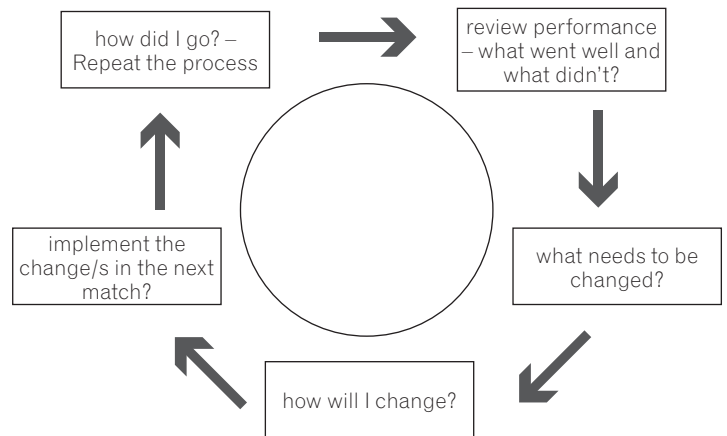 how did I go? –
Repeat the process
review performance
– what went well and
what didn't?
what needs to be
changed?
how will I change?
implement the
change/s in the next
match?